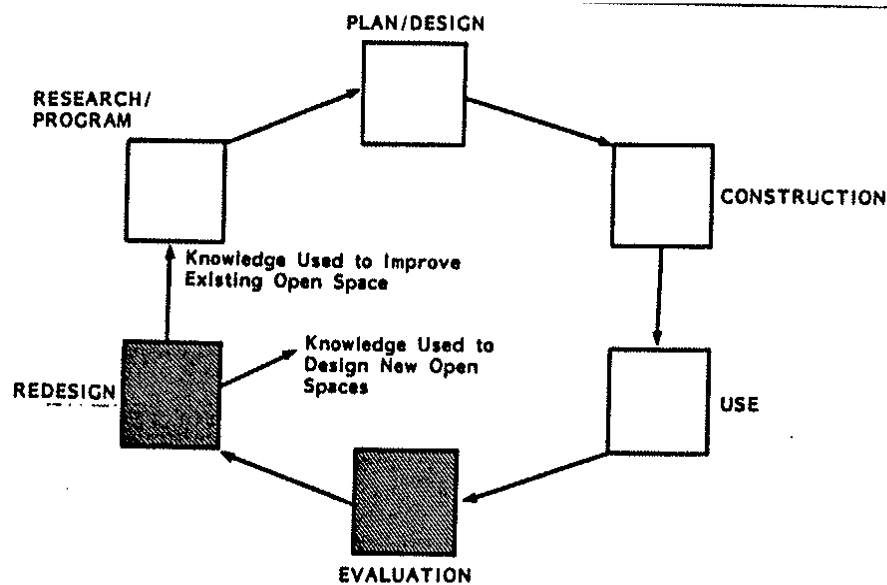 PLAN/DESIGN
RESEARCH/
PROGRAM
CONSTRUCTION
Knowledge Used to Improve
Existing Open Space
Knowledge Used to
Design New Open
Spaces
REDESIGN
USE
EVALUATION